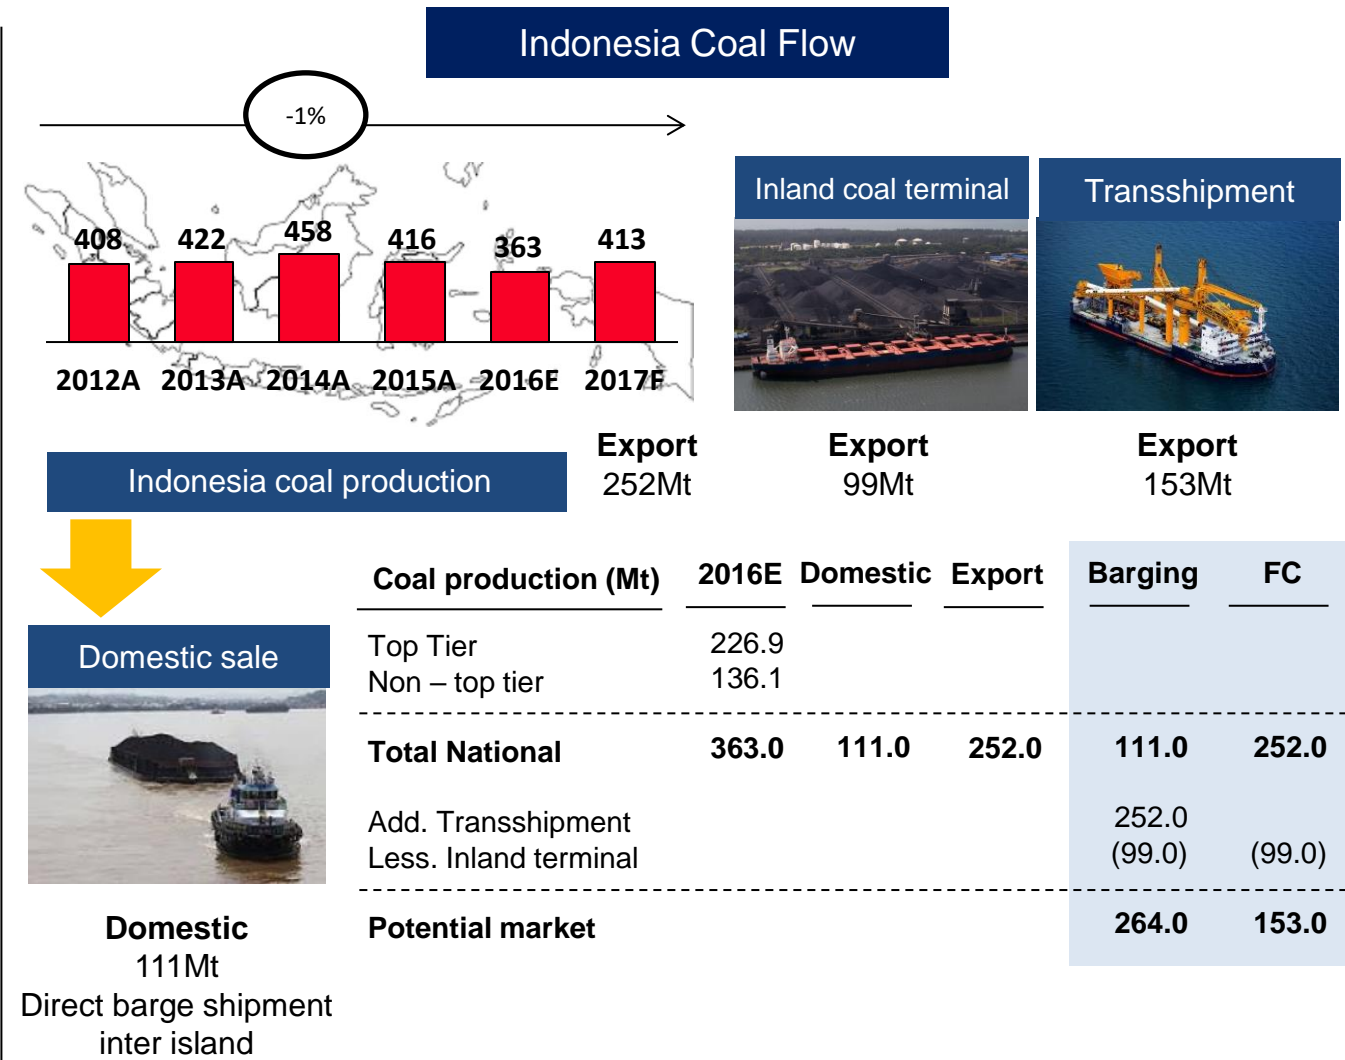 Indonesia Coal Flow
-1%
408 422 458 416 363 413
2012A 2013A 2014A 2015A 2016E 2017F
Inland coal terminal
Transshipment
Export
252Mt
Export
99Mt
Export
153Mt
Indonesia coal production
Domestic sale
Domestic
111Mt
Direct barge shipment
inter island
Coal production (Mt) 2016E Domestic Export Barging FC
Top Tier 226.9
Non – top tier 136.1
Total National 363.0 111.0 252.0 111.0 252.0
Add. Transshipment 252.0
Less. Inland terminal (99.0) (99.0)
Potential market 264.0 153.0